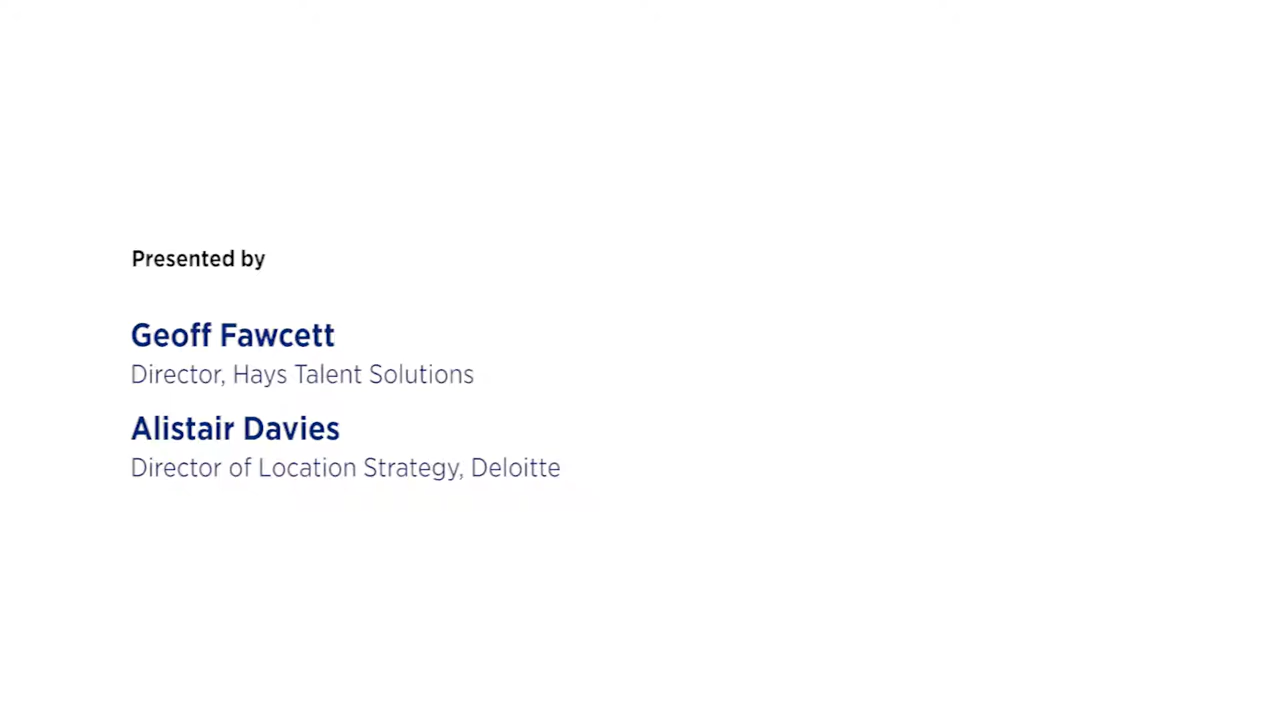 Presented by
Geoff Fawcett
Director, Hays Talent Solutions
Alistair Davies
Director of Location Strategy, Deloitte